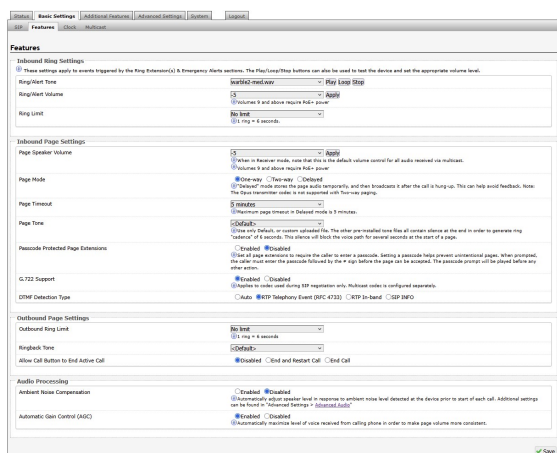 Status Basic Settings Additional Features Advanced Settings System Logout
SIP Features Clock Multicast
Features
Inbound Ring Settings
These settings apply to events triggered by the Ring Extension(s) & Emergency Alerts sections. The Play/Loop/Stop buttons can also be used to test the device and set the appropriate volume level.
Ring/Alert Tone warble2-med.wav Play Loop Stop
Ring/Alert Volume -5 Apply
Volumes 9 and above require PoE+ power
Ring Limit No limit
1 ring = 6 seconds.
Inbound Page Settings
Page Speaker Volume -5 Apply
When in Receiver mode, note that this is the default volume control for all audio received via multicast.
Volumes 9 and above require PoE+ power
Page Mode One-way Two-way Delayed
"Delayed" mode stores the page audio temporarily, and then broadcasts it after the call is hung-up. This can help avoid feedback. Note:
The Opus transmitter codec is not supported with Two-way paging.
Page Timeout 5 minutes
Maximum page timeout in Delayed mode is 5 minutes.
Page Tone <Default>
Use only Default, or custom uploaded file. The other pre-installed tone files all contain silence at the end in order to generate ring
"cadence" of 6 seconds. This silence will block the voice path for several seconds at the start of a page.
Passcode Protected Page Extensions Enabled Disabled
Set all page extensions to require the caller to enter a passcode. Setting a passcode helps prevent unintentional pages. When prompted,
the caller must enter the passcode followed by the # sign before the page can be accepted. The passcode prompt will be played before any
other action.
G.722 Support Enabled Disabled
Applies to codec used during SIP negotiation only. Multicast codec is configured separately.
DTMF Detection Type Auto RTP Telephony Event (RFC 4733) RTP In-band SIP INFO
Outbound Page Settings
Outbound Ring Limit No limit
1 ring = 6 seconds
Ringback Tone <Default>
Allow Call Button to End Active Call Disabled End and Restart Call End Call
Audio Processing
Ambient Noise Compensation Enabled Disabled
Automatically adjust speaker level in response to ambient noise level detected at the device prior to start of each call. Additional settings
can be found in "Advanced Settings > Advanced Audio"
Automatic Gain Control (AGC) Enabled Disabled
Automatically maximize level of voice received from calling phone in order to make page volume more consistent.
Save